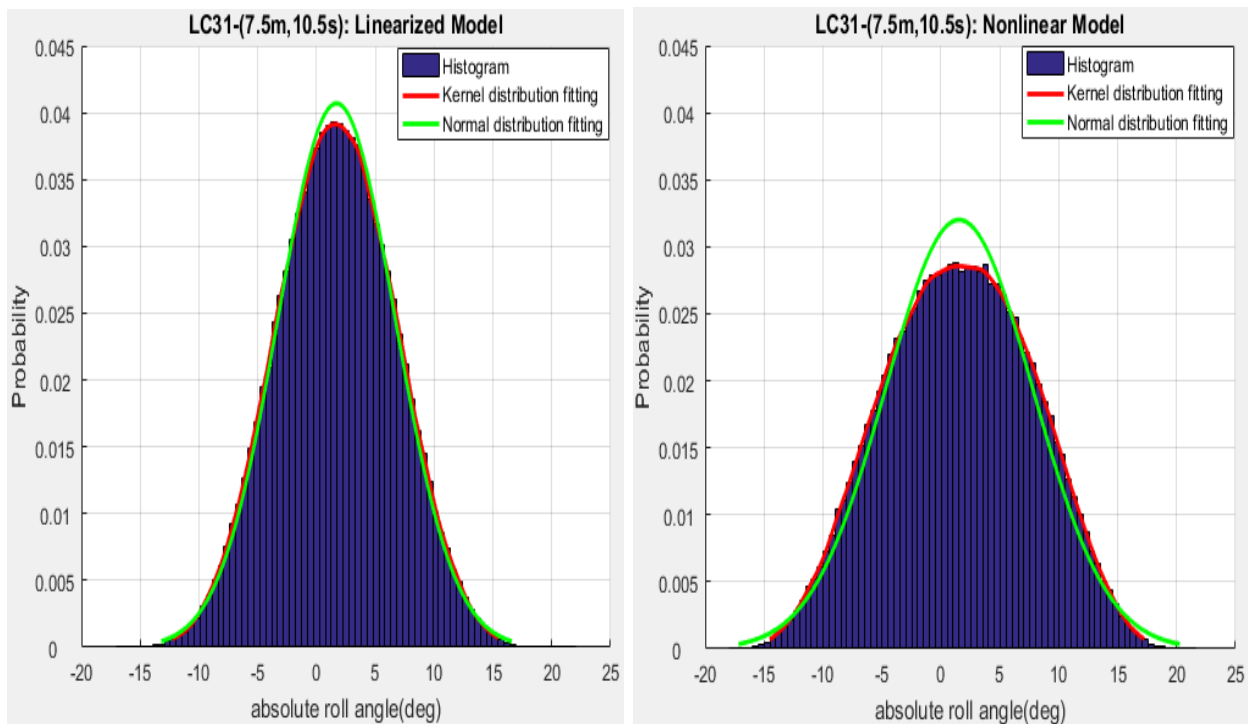 LC31-(7.5m,10.5s): Linearized Model
Histogram
Kernel distribution fitting
Normal distribution fitting
0.045
0.04
0.035
0.03
0.025
0.02
0.015
0.01
0.005
0
Probability
-20 -15 -10 -5 0 5 10 15 20 25
absolute roll angle(deg)
LC31-(7.5m,10.5s): Nonlinear Model
Histogram
Kernel distribution fitting
Normal distribution fitting
0.045
0.04
0.035
0.03
0.025
0.02
0.015
0.01
0.005
0
Probability
-20 -15 -10 -5 0 5 10 15 20 25
absolute roll angle(deg)